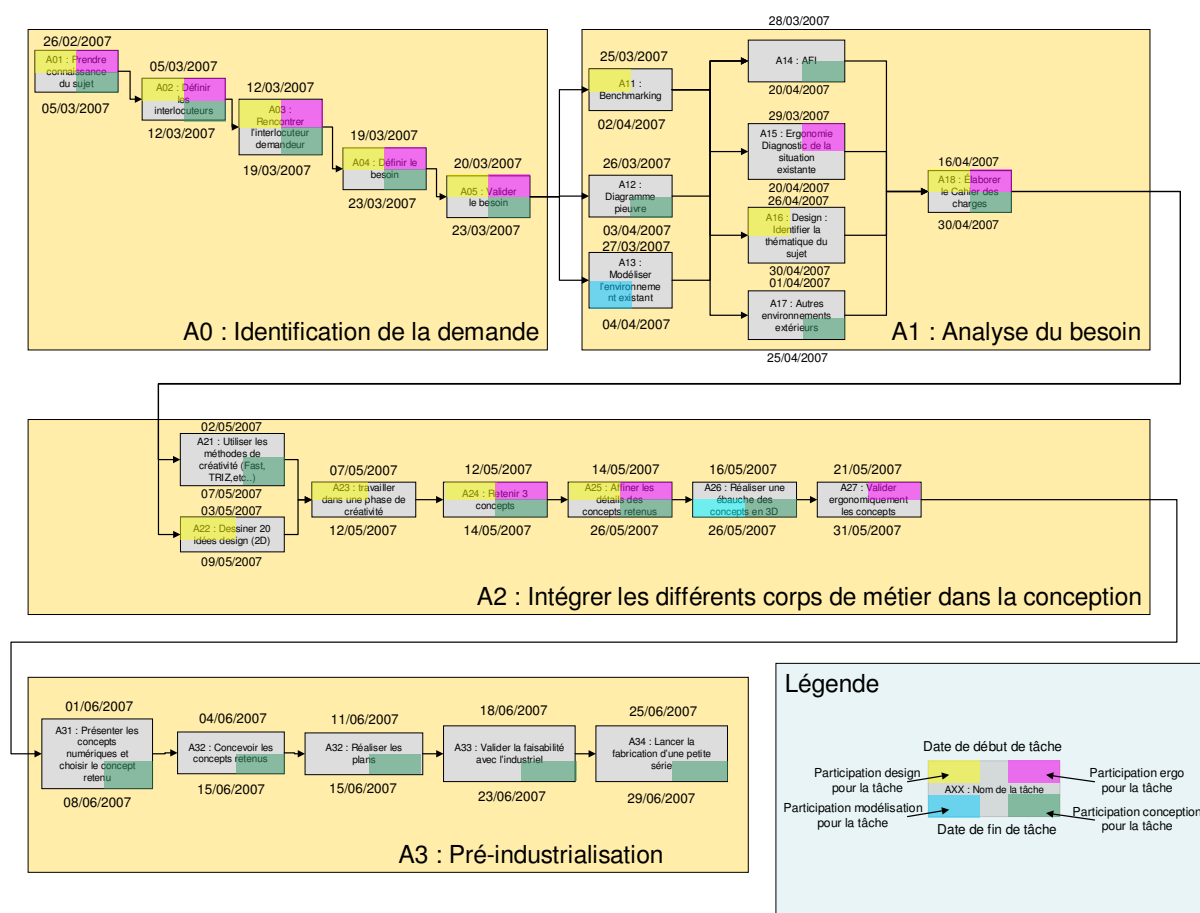 26/02/2007
A01 : Prendre
connaissance
du sujet
05/03/2007
05/03/2007
A02 : Définir
les
interlocuteurs
12/03/2007
12/03/2007
A03 :
Rencontrer
l'interlocuteur
demandeur
19/03/2007
19/03/2007
A04 : Définir le
besoin
23/03/2007
20/03/2007
A05 : Valider
le besoin
23/03/2007
A0 : Identification de la demande
25/03/2007
A11 :
Benchmarking
02/04/2007
26/03/2007
A12 :
Diagramme
pieuvre
03/04/2007
27/03/2007
A13 :
Modéliser
l'environneme
nt existant
04/04/2007
28/03/2007
A14 : AFI
20/04/2007
29/03/2007
A15 : Ergonomie
Diagnostic de la
situation
existante
20/04/2007
26/04/2007
A16 : Design :
Identifier la
thématique du
sujet
30/04/2007
01/04/2007
A17 : Autres
environnements
extérieurs
25/04/2007
16/04/2007
A18 : Élaborer
le Cahier des
charges
30/04/2007
A1 : Analyse du besoin
02/05/2007
A21 : Utiliser les
méthodes de
créativité (Fast,
TRIZ,etc..)
07/05/2007
03/05/2007
A22 : Dessiner 20
idées design (2D)
09/05/2007
07/05/2007
A23 : travailler
dans une phase de
créativité
12/05/2007
12/05/2007
A24 : Retenir 3
concepts
14/05/2007
14/05/2007
A25 : Affiner les
détails des
concepts retenus
26/05/2007
16/05/2007
A26 : Réaliser une
ébauche des
concepts en 3D
26/05/2007
21/05/2007
A27 : Valider
ergonomiquement
les concepts
31/05/2007
A2 : Intégrer les différents corps de métier dans la conception
01/06/2007
A31 : Présenter les
concepts
numériques et
choisir le concept
retenu
08/06/2007
04/06/2007
A32 : Concevoir les
concepts retenus
15/06/2007
11/06/2007
A32 : Réaliser les
plans
15/06/2007
18/06/2007
A33 : Valider la faisabilité
avec l'industriel
23/06/2007
25/06/2007
A34 : Lancer la
fabrication d'une petite
série
29/06/2007
A3 : Pré-industrialisation
Légende
Date de début de tâche
Participation design
pour la tâche
Participation ergo
pour la tâche
AXX : Nom de la tâche
Participation modélisation
pour la tâche
Participation conception
pour la tâche
Date de fin de tâche